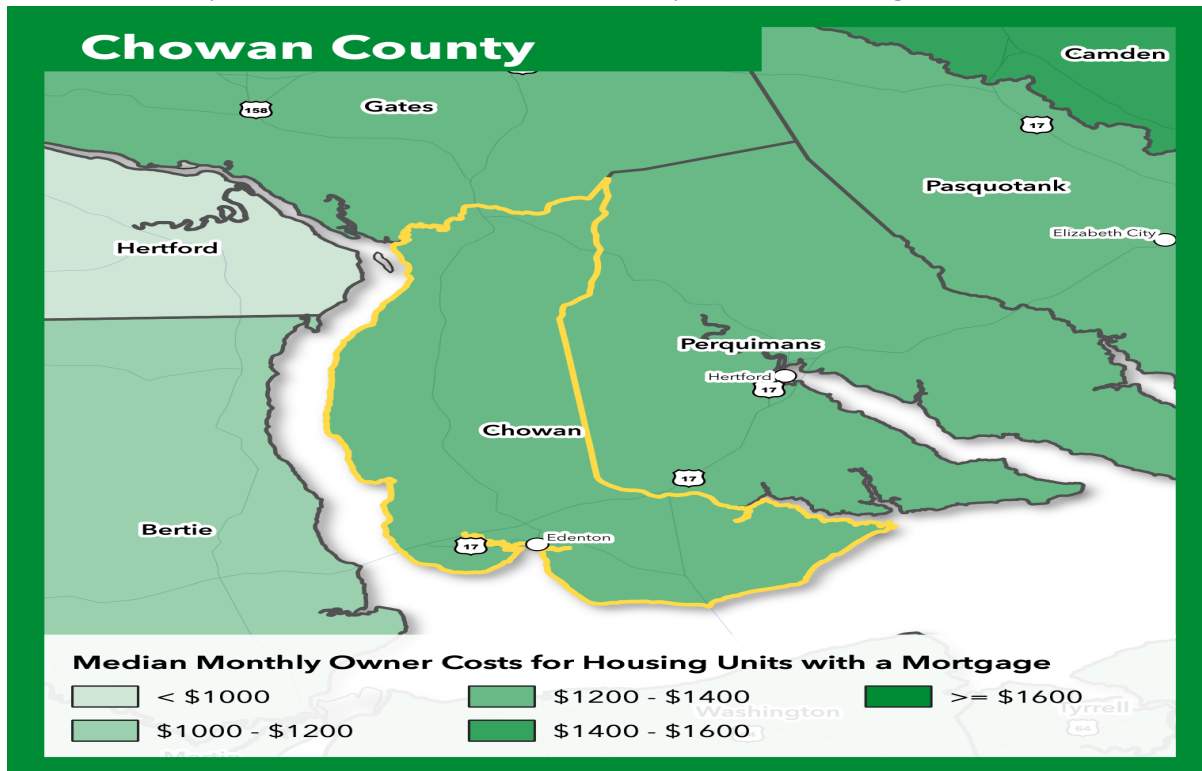 Chowan County
Camden
158
Gates
17
Pasquotank
Elizabeth City
Hertford
Perquimans
Hertford
17
Chowan
17
Bertie
17
Edenton
Median Monthly Owner Costs for Housing Units with a Mortgage
< $1000
$1200 - $1400
>= $1600
$1000 - $1200
$1400 - $1600
Washington
Tyrrell
64
Martin